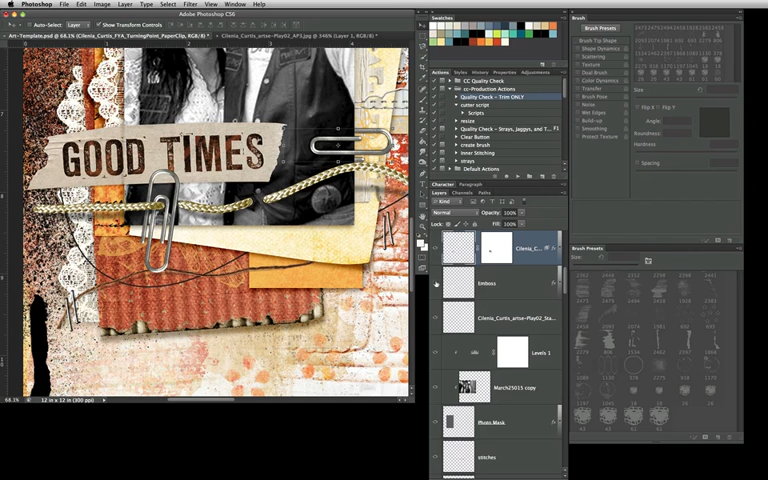 Photoshop File Edit Image Layer Type Select Filter View Window Help
Adobe Photoshop CS6
Auto-Select: Layer Show Transform Controls
Art-Template.psd @ 68.1% (Cilenia_Curtis_FYA_TurningPoint_PaperClip, RGB/8) *
Cilenia_Curtis_artse-Play02_AP3.jpg @ 346% (Layer 1, RGB/8) *
GOOD TIMES
68.1% 12 in x 12 in (300 ppi)
Swatches
Actions Styles History Properties Adjustments
CC Quality Check
cc-Production Actions
Quality Check - Trim ONLY
cutter script
Scripts
resize
Quality Check - Strays, Jaggys, and T... F1
Clear Button
create brush
Inner Stitching
strays
Default Actions
Character Paragraph
Layers Channels Paths
Kind
Normal Opacity: 100%
Lock: Fill: 100%
Cilenia_C...
Emboss
Cilenia_Curtis_artse-Play02_Sta...
Levels 1
March25015 copy
Photo Mask
stitches
Brush
Brush Presets
Brush Tip Shape
Shape Dynamics
Scattering
Texture
Dual Brush
Color Dynamics
Transfer
Brush Pose
Noise
Wet Edges
Build-up
Smoothing
Protect Texture
Size
Flip X Flip Y
Angle:
Roundness:
Hardness
Spacing
Brush Presets
Size: